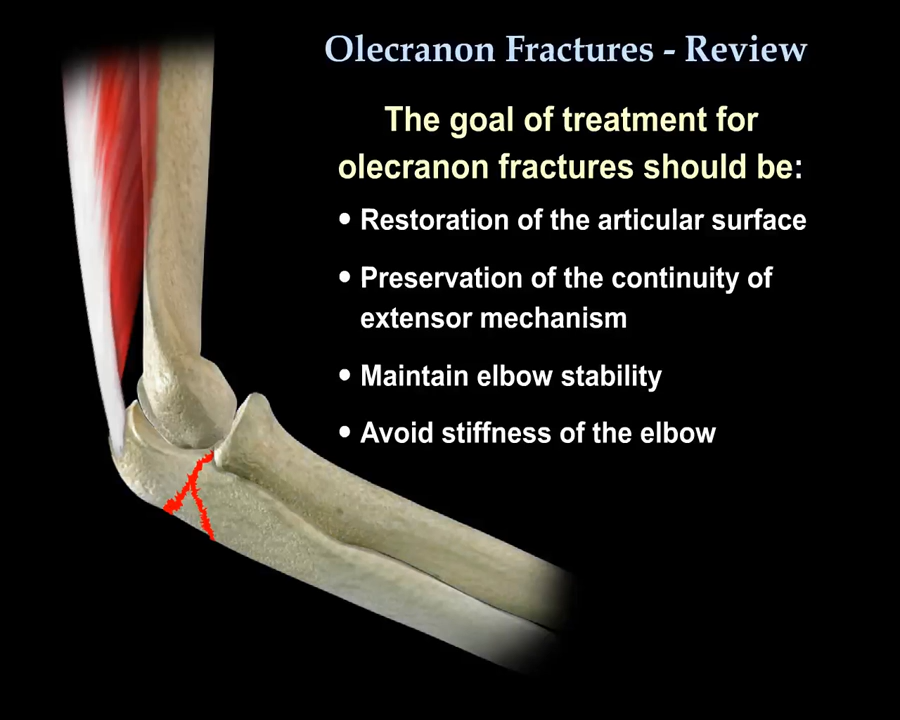 Olecranon Fractures - Review
The goal of treatment for
olecranon fractures should be:
• Restoration of the articular surface
• Preservation of the continuity of
extensor mechanism
• Maintain elbow stability
• Avoid stiffness of the elbow